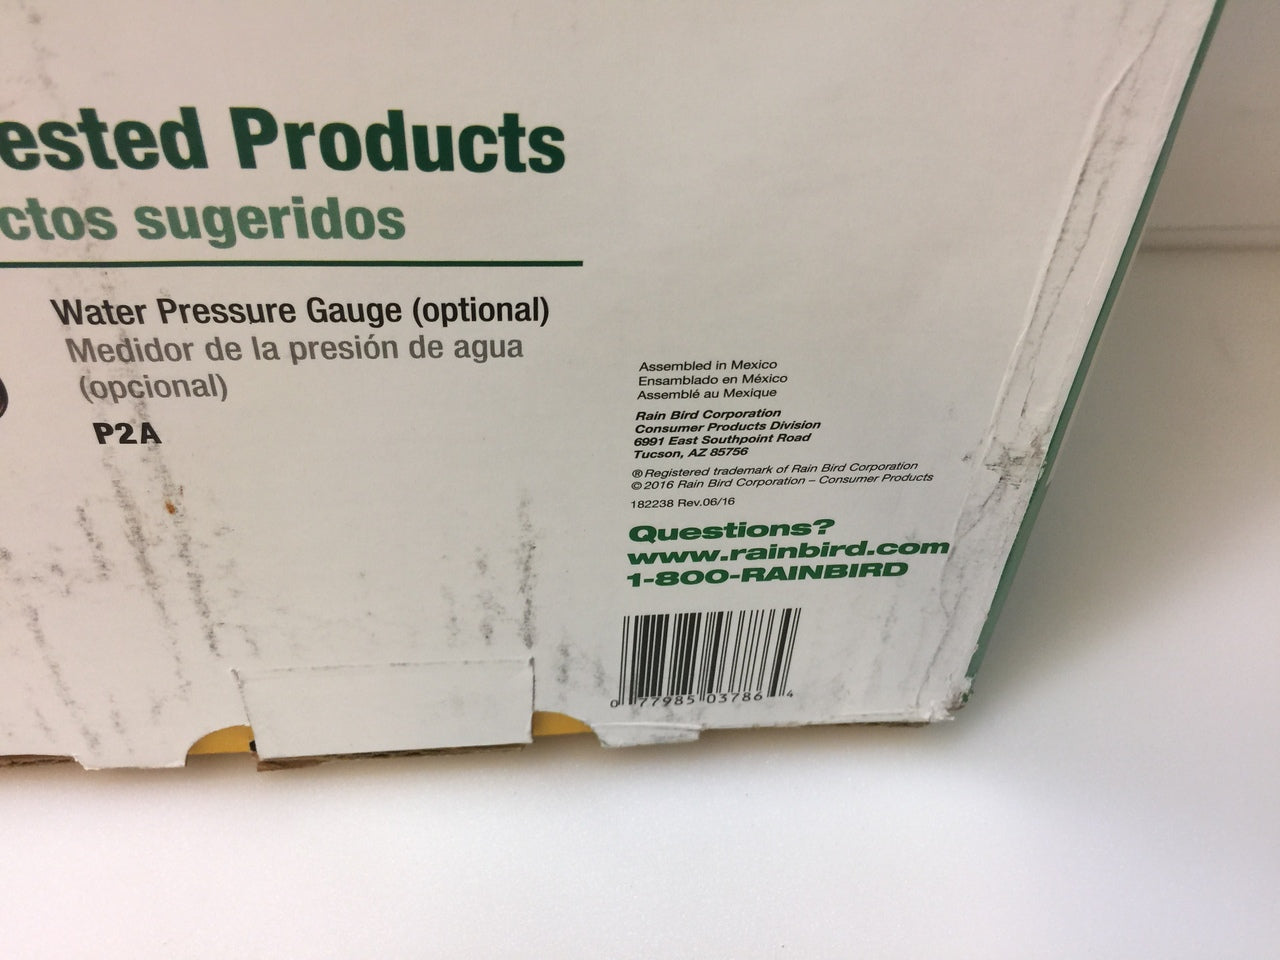 ested Products
ctos sugeridos
Water Pressure Gauge (optional)
Medidor de la presión de agua
(opcional)
P2A
Assembled in Mexico
Ensamblado en México
Assemblé au Mexique
Rain Bird Corporation
Consumer Products Division
6991 East Southpoint Road
Tucson, AZ 85756
® Registered trademark of Rain Bird Corporation
© 2016 Rain Bird Corporation – Consumer Products
182238 Rev.06/16
Questions?
www.rainbird.com
1-800-RAINBIRD
0 77985 03786 4